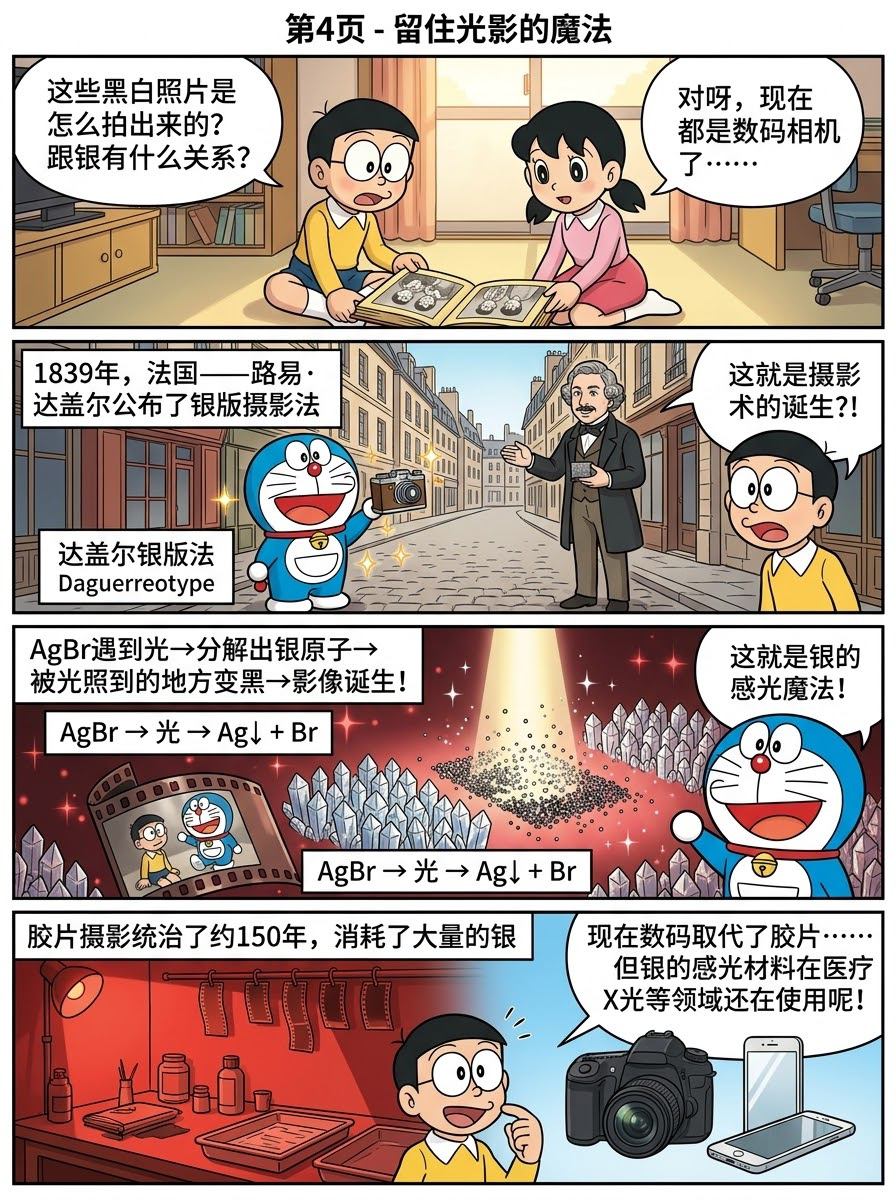 第4页 - 留住光影的魔法
这些黑白照片是
怎么拍出来的?
跟银有什么关系?
对呀，现在
都是数码相机
了……
1839年，法国——路易·
达盖尔公布了银版摄影法
这就是摄影
术的诞生?!
达盖尔银版法
Daguerreotype
AgBr遇到光→分解出银原子→
被光照到的地方变黑→影像诞生！
AgBr → 光 → Ag↓ + Br
这就是银的
感光魔法！
AgBr → 光 → Ag↓ + Br
胶片摄影统治了约150年，消耗了大量的银
现在数码取代了胶片……
但银的感光材料在医疗
X光等领域还在使用呢！